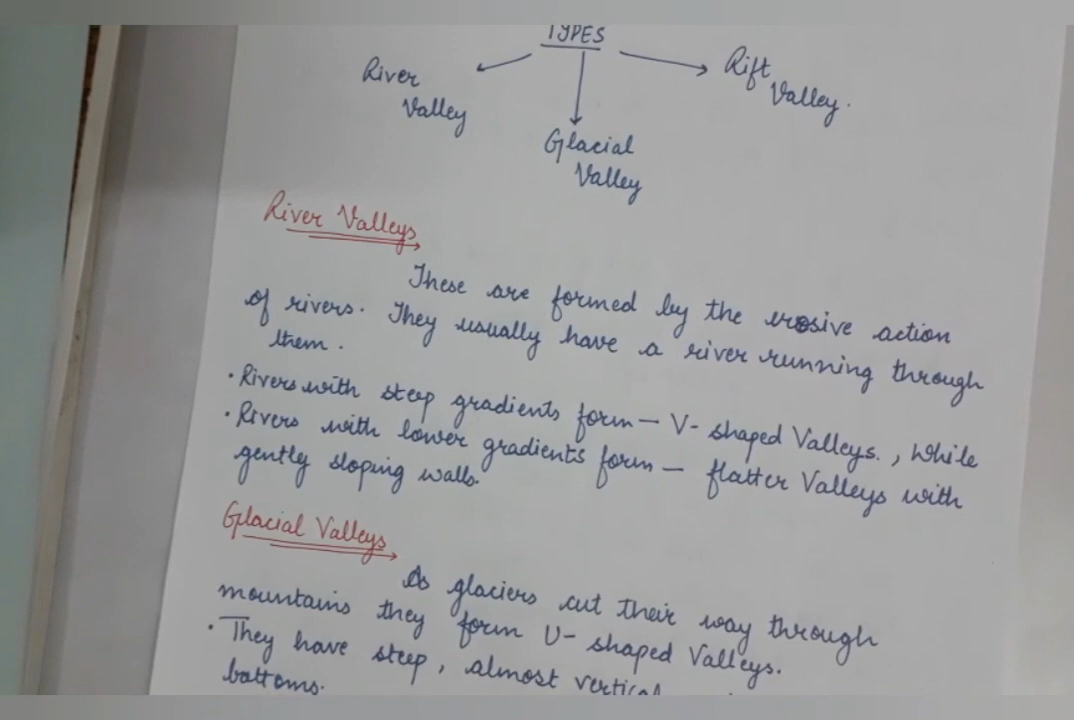 TYPES
River Valley
Glacial Valley
Rift Valley.
River Valleys
These are formed by the erosive action
of rivers. They usually have a river running through
them.
• Rivers with steep gradients form – V- shaped Valleys. , while
• Rivers with lower gradients form – flatter Valleys with
gently sloping walls.
Glacial Valleys
As glaciers cut their way through
mountains they form U- shaped Valleys.
• They have steep, almost vertical
bottoms.